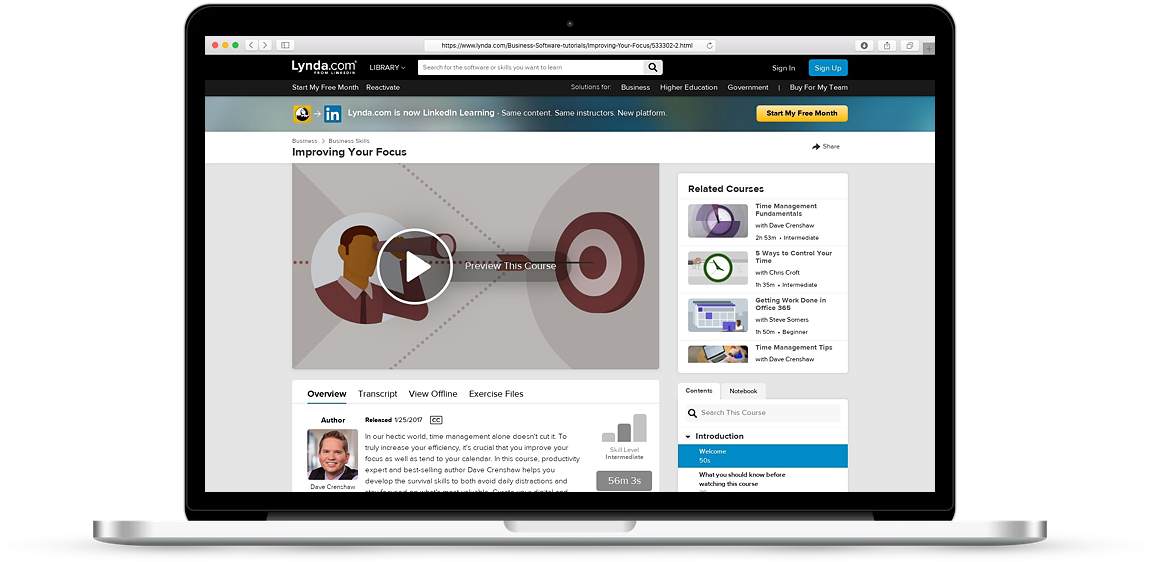 https://www.lynda.com/Business-Software-tutorials/Improving-Your-Focus/533302-2.html
Lynda.com
FROM LINKEDIN
LIBRARY
Search for the software or skills you want to learn
Sign In
Sign Up
Start My Free Month
Reactivate
Solutions for:
Business
Higher Education
Government
|
Buy For My Team
in
Lynda.com is now LinkedIn Learning - Same content. Same instructors. New platform.
Start My Free Month
Business > Business Skills
Improving Your Focus
Share
Preview This Course
Related Courses
Time Management
Fundamentals
with Dave Crenshaw
2h 53m • Intermediate
5 Ways to Control Your
Time
with Chris Croft
1h 35m • Intermediate
Getting Work Done in
Office 365
with Steve Somers
1h 50m • Beginner
Time Management Tips
with Dave Crenshaw
Overview
Transcript
View Offline
Exercise Files
Author
Dave Crenshaw
Released 1/25/2017 CC
In our hectic world, time management alone doesn't cut it. To
truly increase your efficiency, it's crucial that you improve your
focus as well as tend to your calendar. In this course, productivity
expert and best-selling author Dave Crenshaw helps you
develop the survival skills to both avoid daily distractions and
Skill Level
Intermediate
56m 3s
Contents
Notebook
Search This Course
Introduction
Welcome
50s
What you should know before
watching this course